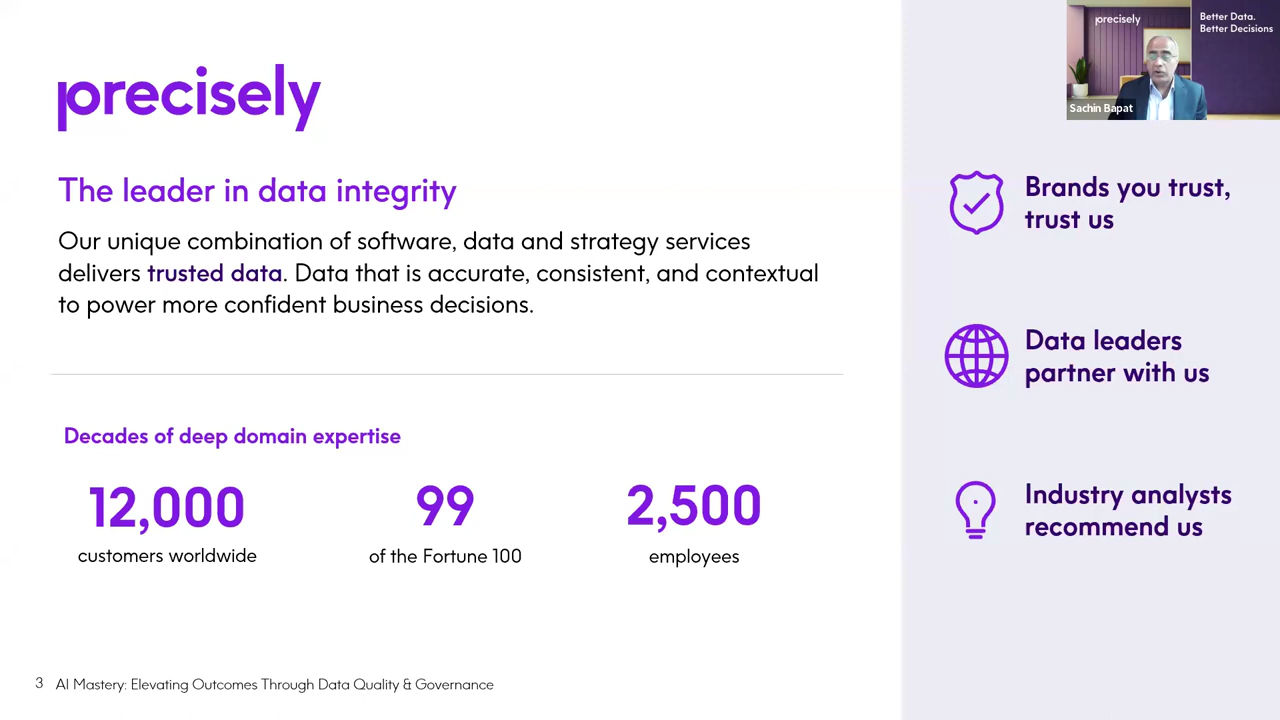 precisely
The leader in data integrity
Our unique combination of software, data and strategy services
delivers trusted data. Data that is accurate, consistent, and contextual
to power more confident business decisions.
Decades of deep domain expertise
12,000
customers worldwide
99
of the Fortune 100
2,500
employees
precisely
Better Data.
Better Decisions
Sachin Bapat
Brands you trust,
trust us
Data leaders
partner with us
Industry analysts
recommend us
3 AI Mastery: Elevating Outcomes Through Data Quality & Governance